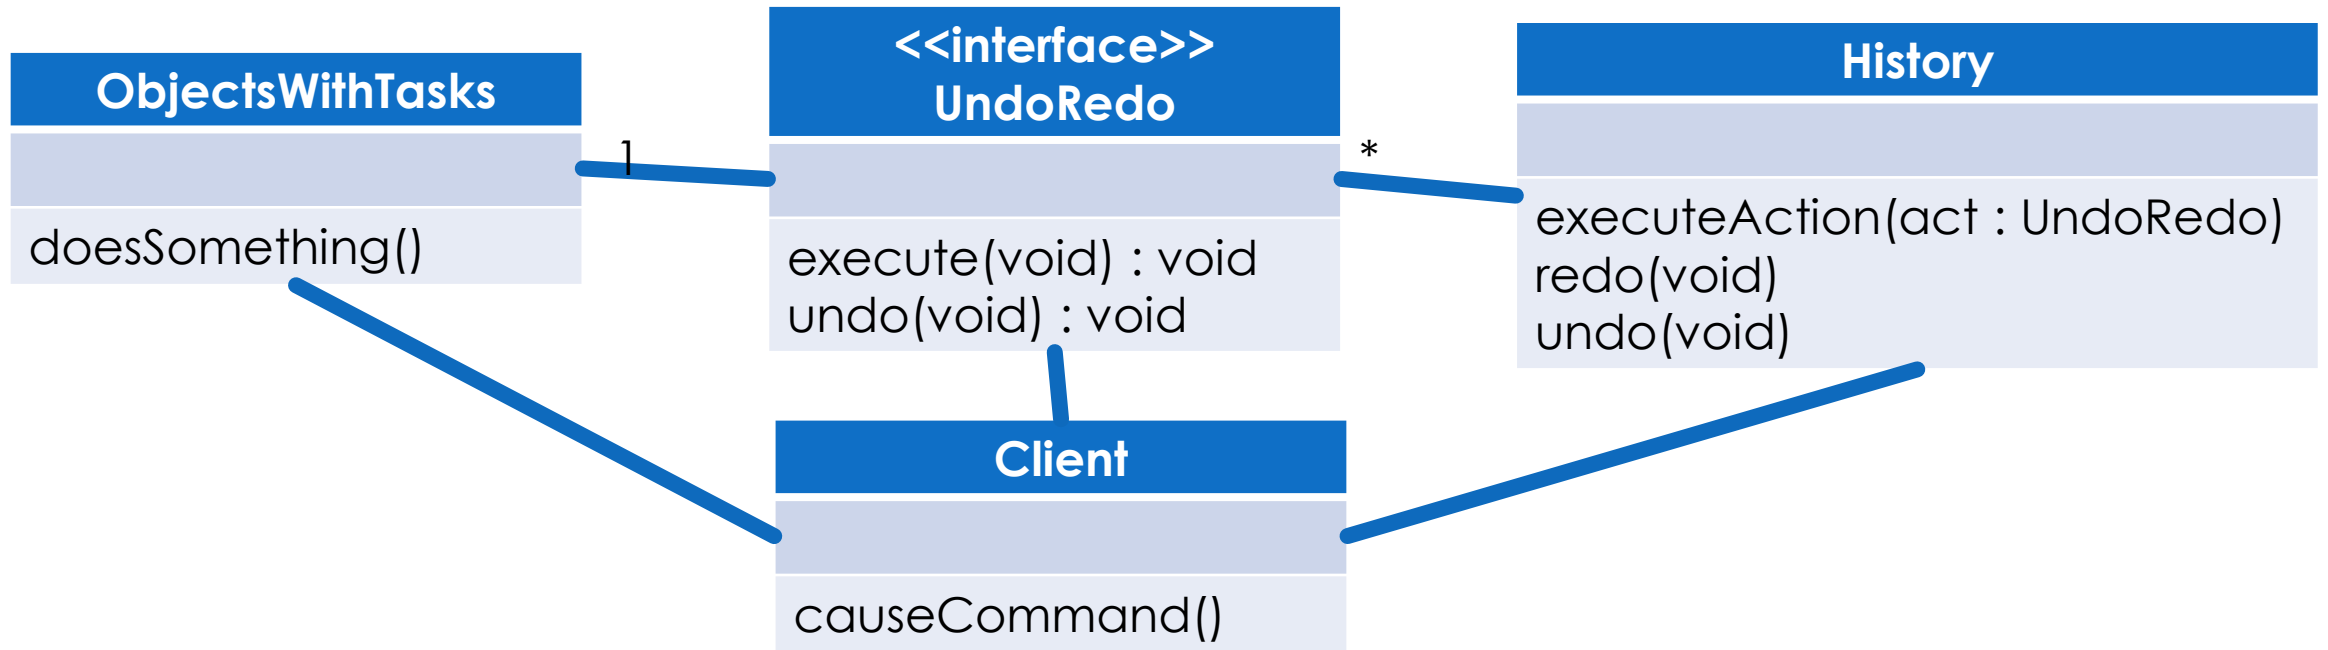 ObjectsWithTasks
doesSomething()
1
<<interface>>
UndoRedo
execute(void) : void
undo(void) : void
*
History
executeAction(act : UndoRedo)
redo(void)
undo(void)
Client
causeCommand()